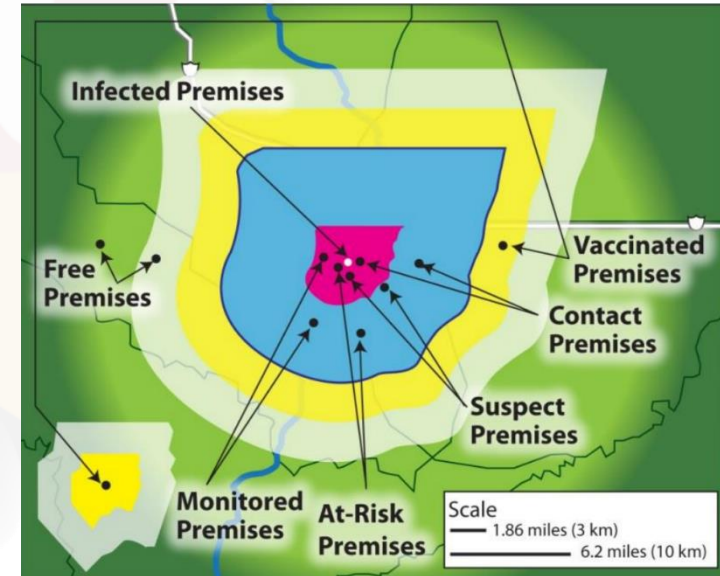 Infected Premises
Free
Premises
Vaccinated
Premises
Contact
Premises
Suspect
Premises
Monitored
Premises
At-Risk
Premises
Scale
1.86 miles (3 km)
6.2 miles (10 km)